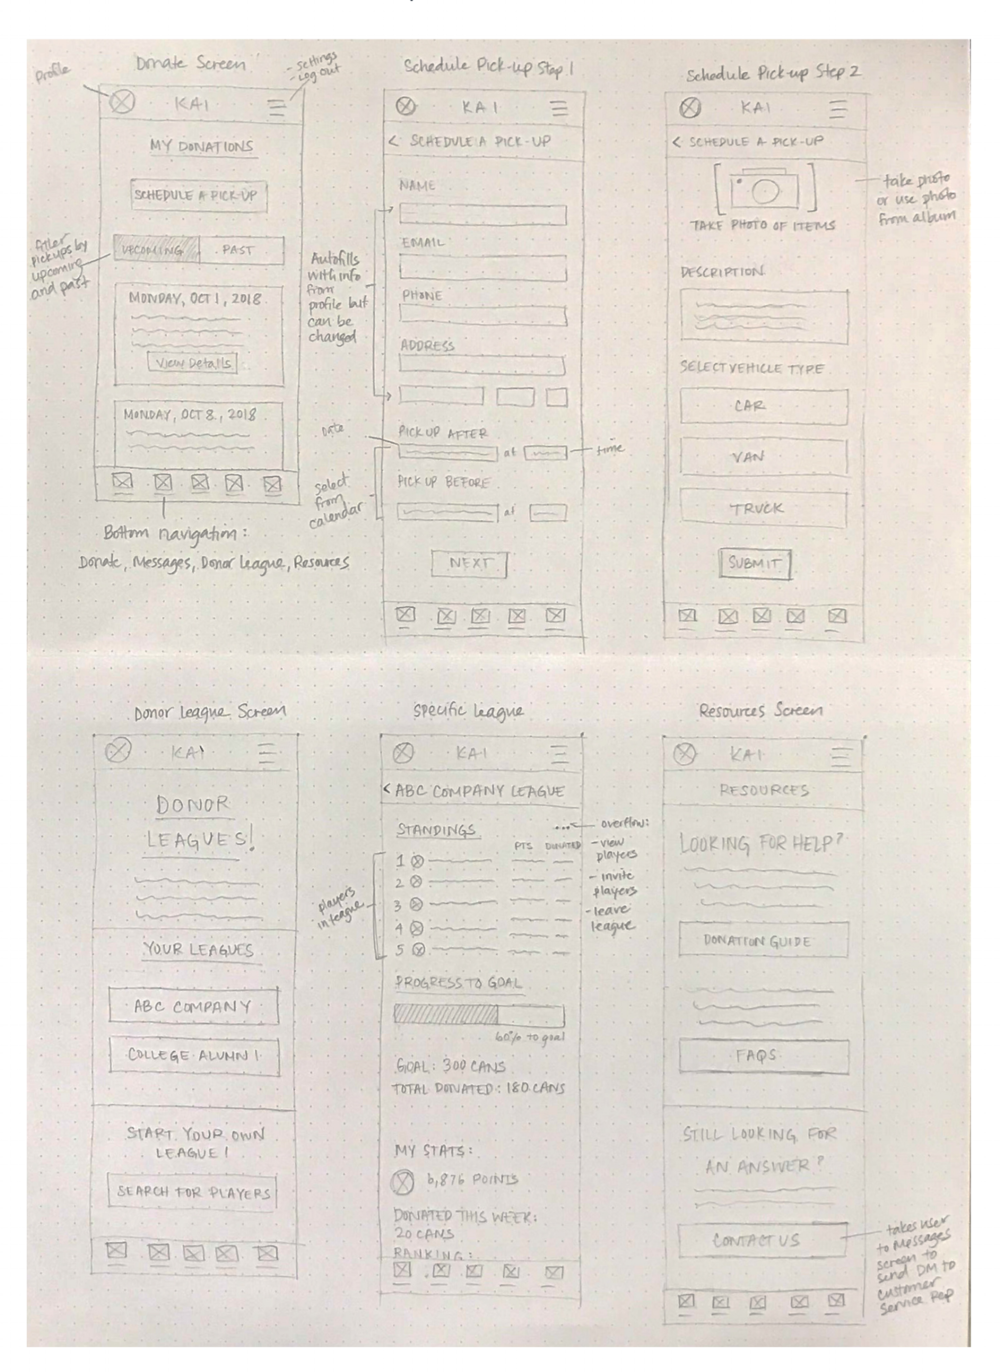 Donate Screen
Profile
- settings
- Log out
KAI
MY DONATIONS
SCHEDULE A PICK-UP
UPCOMING
PAST
filter
pickups by
upcoming
and past
MONDAY, OCT 1, 2018
View Details
MONDAY, OCT 8, 2018
Bottom navigation:
Donate, Messages, Donor League, Resources
Schedule Pick-up Step 1
KAI
< SCHEDULE A PICK-UP
NAME
EMAIL
PHONE
ADDRESS
Autofills
with info
from
profile but
can be
changed
PICK UP AFTER
at
Date
time
PICK UP BEFORE
at
select
from
calendar
NEXT
Schedule Pick-up Step 2
KAI
< SCHEDULE A PICK-UP
TAKE PHOTO OF ITEMS
take photo
or use photo
from album
DESCRIPTION
SELECT VEHICLE TYPE
CAR
VAN
TRUCK
SUBMIT
Donor League Screen
KAI
DONOR
LEAGUES!
YOUR LEAGUES
ABC COMPANY
COLLEGE ALUMNI
START YOUR OWN
LEAGUE!
SEARCH FOR PLAYERS
Specific League
KAI
< ABC COMPANY LEAGUE
STANDINGS
...
overflow:
- view
players
- invite
players
- leave
league
PTS DONATED
1
2
3
4
5
players
in league
PROGRESS TO GOAL
60% to goal
GOAL: 300 CANS
TOTAL DONATED: 180 CANS
MY STATS:
6,876 POINTS
DONATED THIS WEEK:
20 CANS
RANKING:
Resources Screen
KAI
RESOURCES
LOOKING FOR HELP?
DONATION GUIDE
FAQS
STILL LOOKING FOR
AN ANSWER?
CONTACT US
takes user
to Messages
screen to
send DM to
customer
service Rep